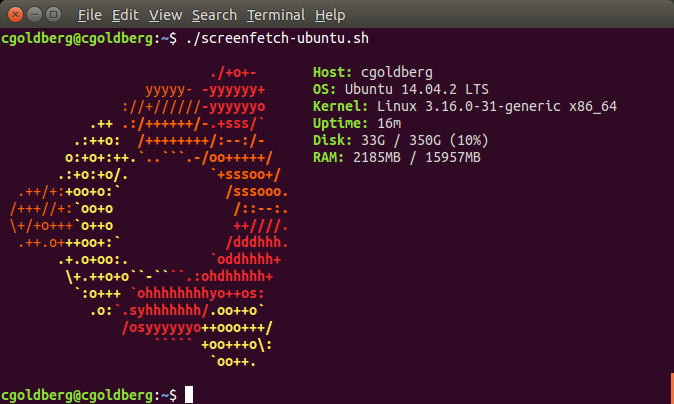 File Edit View Search Terminal Help
cgoldberg@cgoldberg:~$ ./screenfetch-ubuntu.sh
                          ./+o+-       Host: cgoldberg
                  yyyyy- -yyyyyy+      OS: Ubuntu 14.04.2 LTS
               ://+//////-yyyyyyo      Kernel: Linux 3.16.0-31-generic x86_64
           .++ .:/++++++/-.+sss/`      Uptime: 16m
         .:++o:  /++++++++/:--:/-      Disk: 33G / 350G (10%)
        o:+o+:++.`..```.-/oo+++++/     RAM: 2185MB / 15957MB
       .:+o:+o/.          `+sssoo+/
  .++/+:+oo+o:`             /sssooo.
 /+++//+:`oo+o               /::--:.
 \+/+o+++`o++o               ++////.
  .++.o+++oo+:`             /dddhhh.
       .+.o+oo:.          `oddhhhh+
        \+.++o+o``-````.:ohdhhhhh+
         `:o+++ `ohhhhhhhhyo++os:
           .o:`.syhhhhhhh/.oo++o`
               /osyyyyyyo++ooo+++/
                   ````` +oo+++o\:
                          `oo++.
cgoldberg@cgoldberg:~$